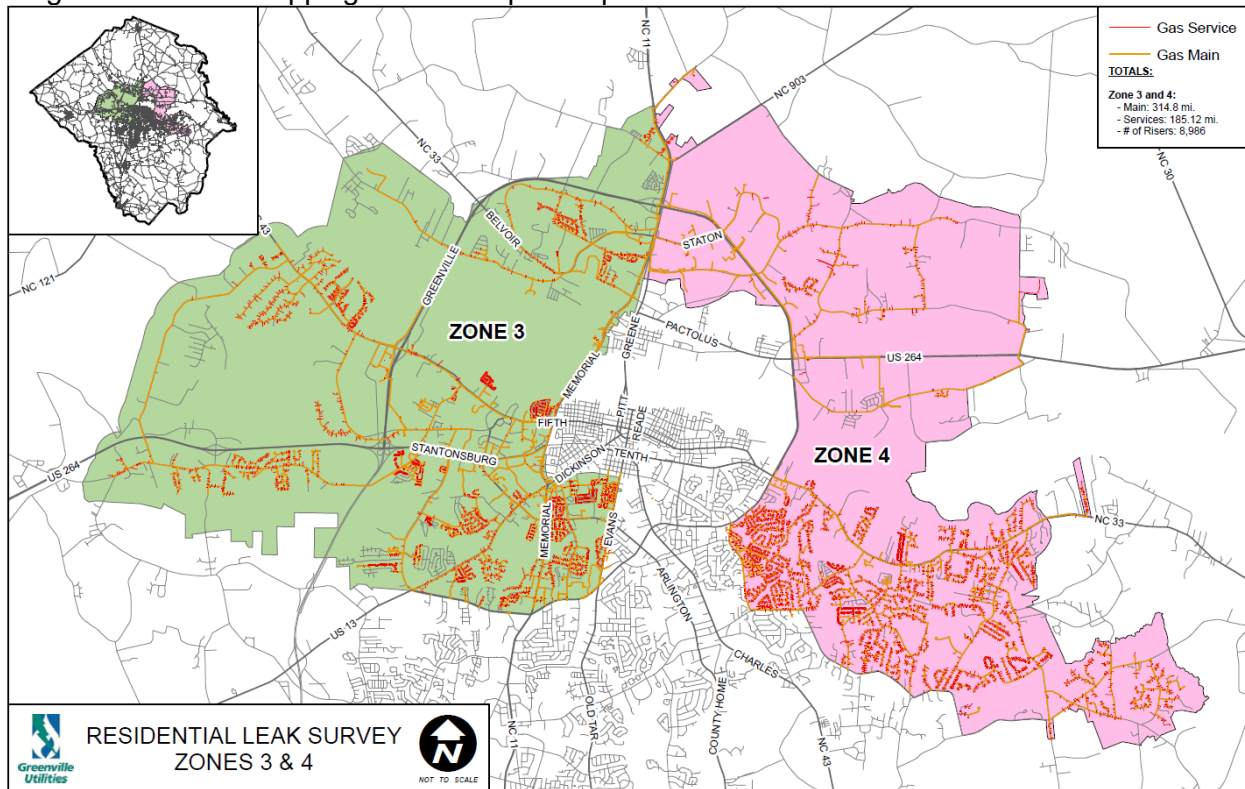 Gas Service
Gas Main
TOTALS:
Zone 3 and 4:
- Main: 314.8 mi.
- Services: 185.12 mi.
- # of Risers: 8,986
NC 11
NC 903
NC 30
NC 33
43
NC 121
BELVOIR
GREENVILLE
STATON
ZONE 3
MEMORIAL
GREENE
PACTOLUS
US 264
PITT
READE
FIFTH
STANTONSBURG
DICKINSON
TENTH
ZONE 4
US 264
MEMORIAL
EVANS
NC 33
ARLINGTON
US 13
CHARLES
OLD TAR
COUNTY HOME
NC 11
NC 43
Greenville
Utilities
RESIDENTIAL LEAK SURVEY
ZONES 3 & 4
N
NOT TO SCALE